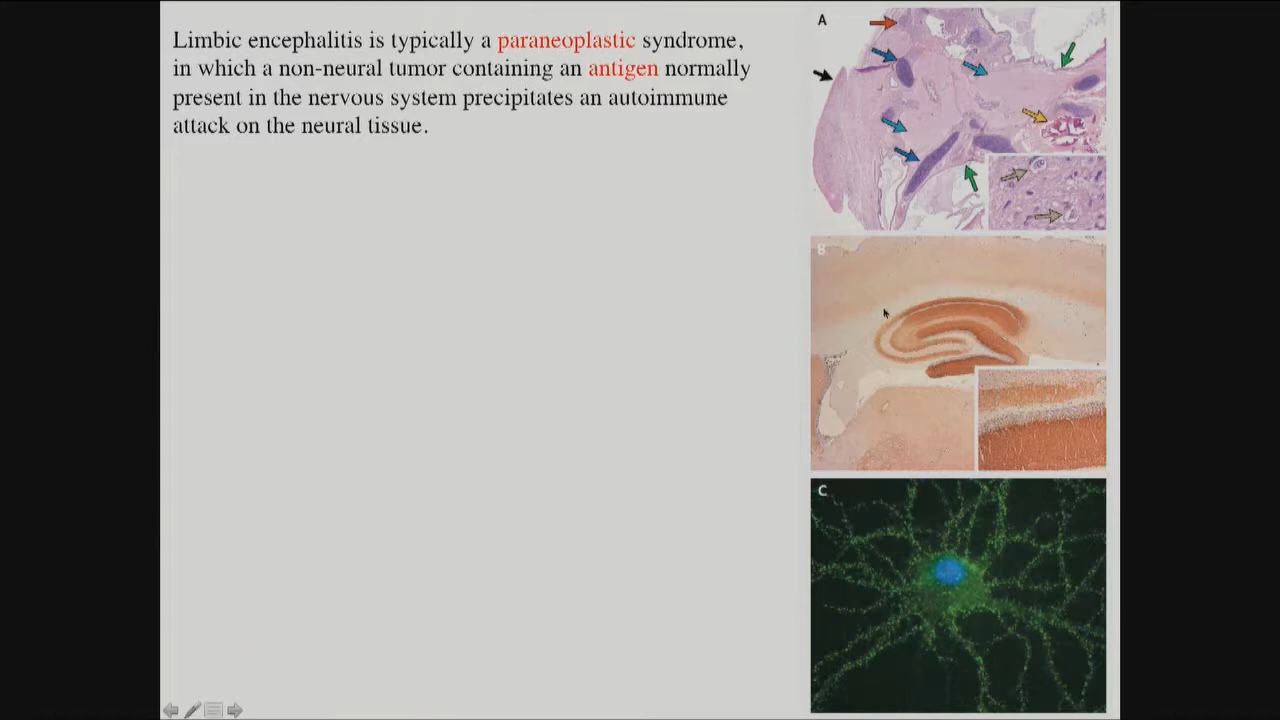 Limbic encephalitis is typically a paraneoplastic syndrome,
in which a non-neural tumor containing an antigen normally
present in the nervous system precipitates an autoimmune
attack on the neural tissue.
A
B
C